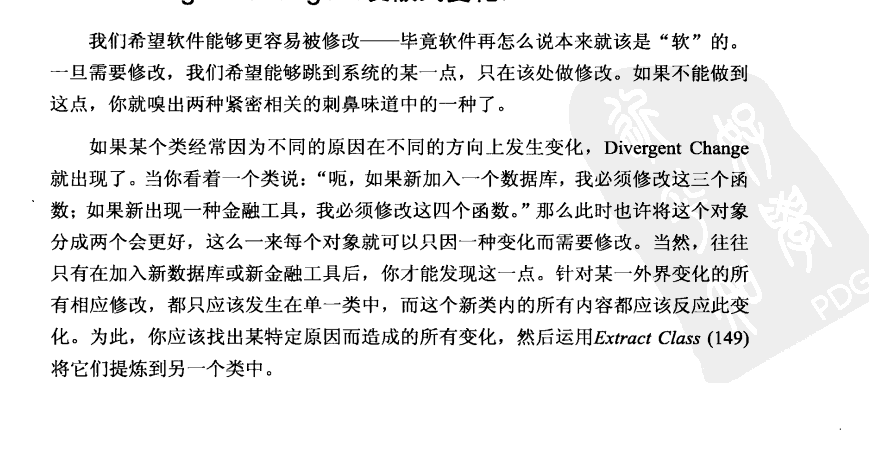 我们希望软件能够更容易被修改——毕竟软件再怎么说本来就该是“软”的。
一旦需要修改，我们希望能够跳到系统的某一点，只在该处做修改。如果不能做到
这点，你就嗅出两种紧密相关的刺鼻味道中的一种了。
如果某个类经常因为不同的原因在不同的方向上发生变化，Divergent Change
就出现了。当你看着一个类说：“呃，如果新加入一个数据库，我必须修改这三个函
数；如果新出现一种金融工具，我必须修改这四个函数。”那么此时也许将这个对象
分成两个会更好，这么一来每个对象就可以只因一种变化而需要修改。当然，往往
只有在加入新数据库或新金融工具后，你才能发现这一点。针对某一外界变化的所
有相应修改，都只应该发生在单一类中，而这个新类内的所有内容都应该反应此变
化。为此，你应该找出某特定原因而造成的所有变化，然后运用Extract Class (149)
将它们提炼到另一个类中。
PDG